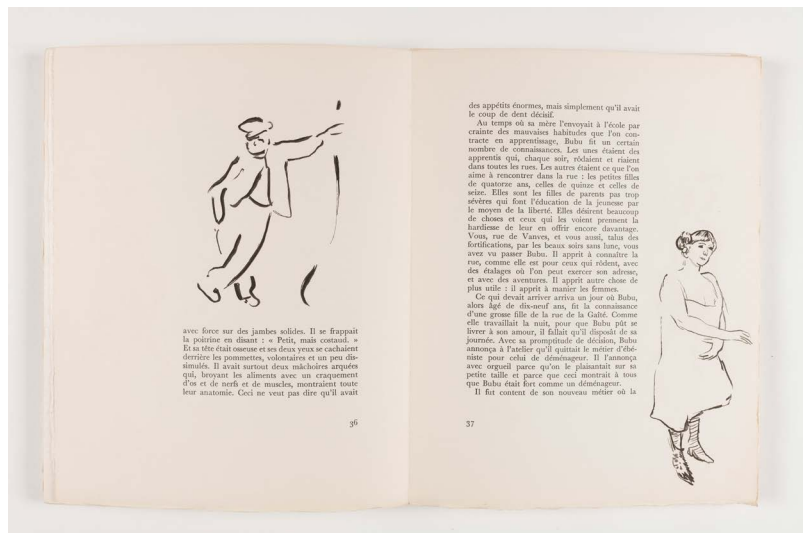 avec force sur des jambes solides. Il se frappait
la poitrine en disant : « Petit, mais costaud. »
Et sa tête était osseuse et ses deux yeux se cachaient
derrière les pommettes, volontaires et un peu dis-
simulés. Il avait surtout deux mâchoires arquées
qui, broyant les aliments avec un craquement
d'os et de nerfs et de muscles, montraient toute
leur anatomie. Ceci ne veut pas dire qu'il avait
36
des appétits énormes, mais simplement qu'il avait
le coup de dent décisif.
Au temps où sa mère l'envoyait à l'école par
crainte des mauvaises habitudes que l'on con-
tracte en apprentissage, Bubu fit un certain
nombre de connaissances. Les unes étaient des
apprentis qui, chaque soir, rôdaient et riaient
dans toutes les rues. Les autres étaient ce que l'on
aime à rencontrer dans la rue : les petites filles
de quatorze ans, celles de quinze et celles de
seize. Elles sont les filles de parents pas trop
sévères qui font l'éducation de la jeunesse par
le moyen de la liberté. Elles désirent beaucoup
de choses et ceux qui les voient prennent la
hardiesse de leur en offrir encore davantage.
Vous, rue de Vanves, et vous aussi, talus des
fortifications, par les beaux soirs sans lune, vous
avez vu passer Bubu. Il apprit à connaître la
rue, comme elle est pour ceux qui rôdent, avec
des étalages où l'on peut exercer son adresse,
et avec des aventures. Il apprit autre chose de
plus utile : il apprit à manier les femmes.
Ce qui devait arriver arriva un jour où Bubu,
alors âgé de dix-neuf ans, fit la connaissance
d'une grosse fille de la rue de la Gaîté. Comme
elle travaillait la nuit, pour que Bubu pût se
livrer à son amour, il fallait qu'il disposât de sa
journée. Avec sa promptitude de décision, Bubu
annonça à l'atelier qu'il quittait le métier d'ébé-
niste pour celui de déménageur. Il l'annonça
avec orgueil parce qu'on le plaisantait sur sa
petite taille et parce que ceci montrait à tous
que Bubu était fort comme un déménageur.
Il fut content de son nouveau métier où la
37